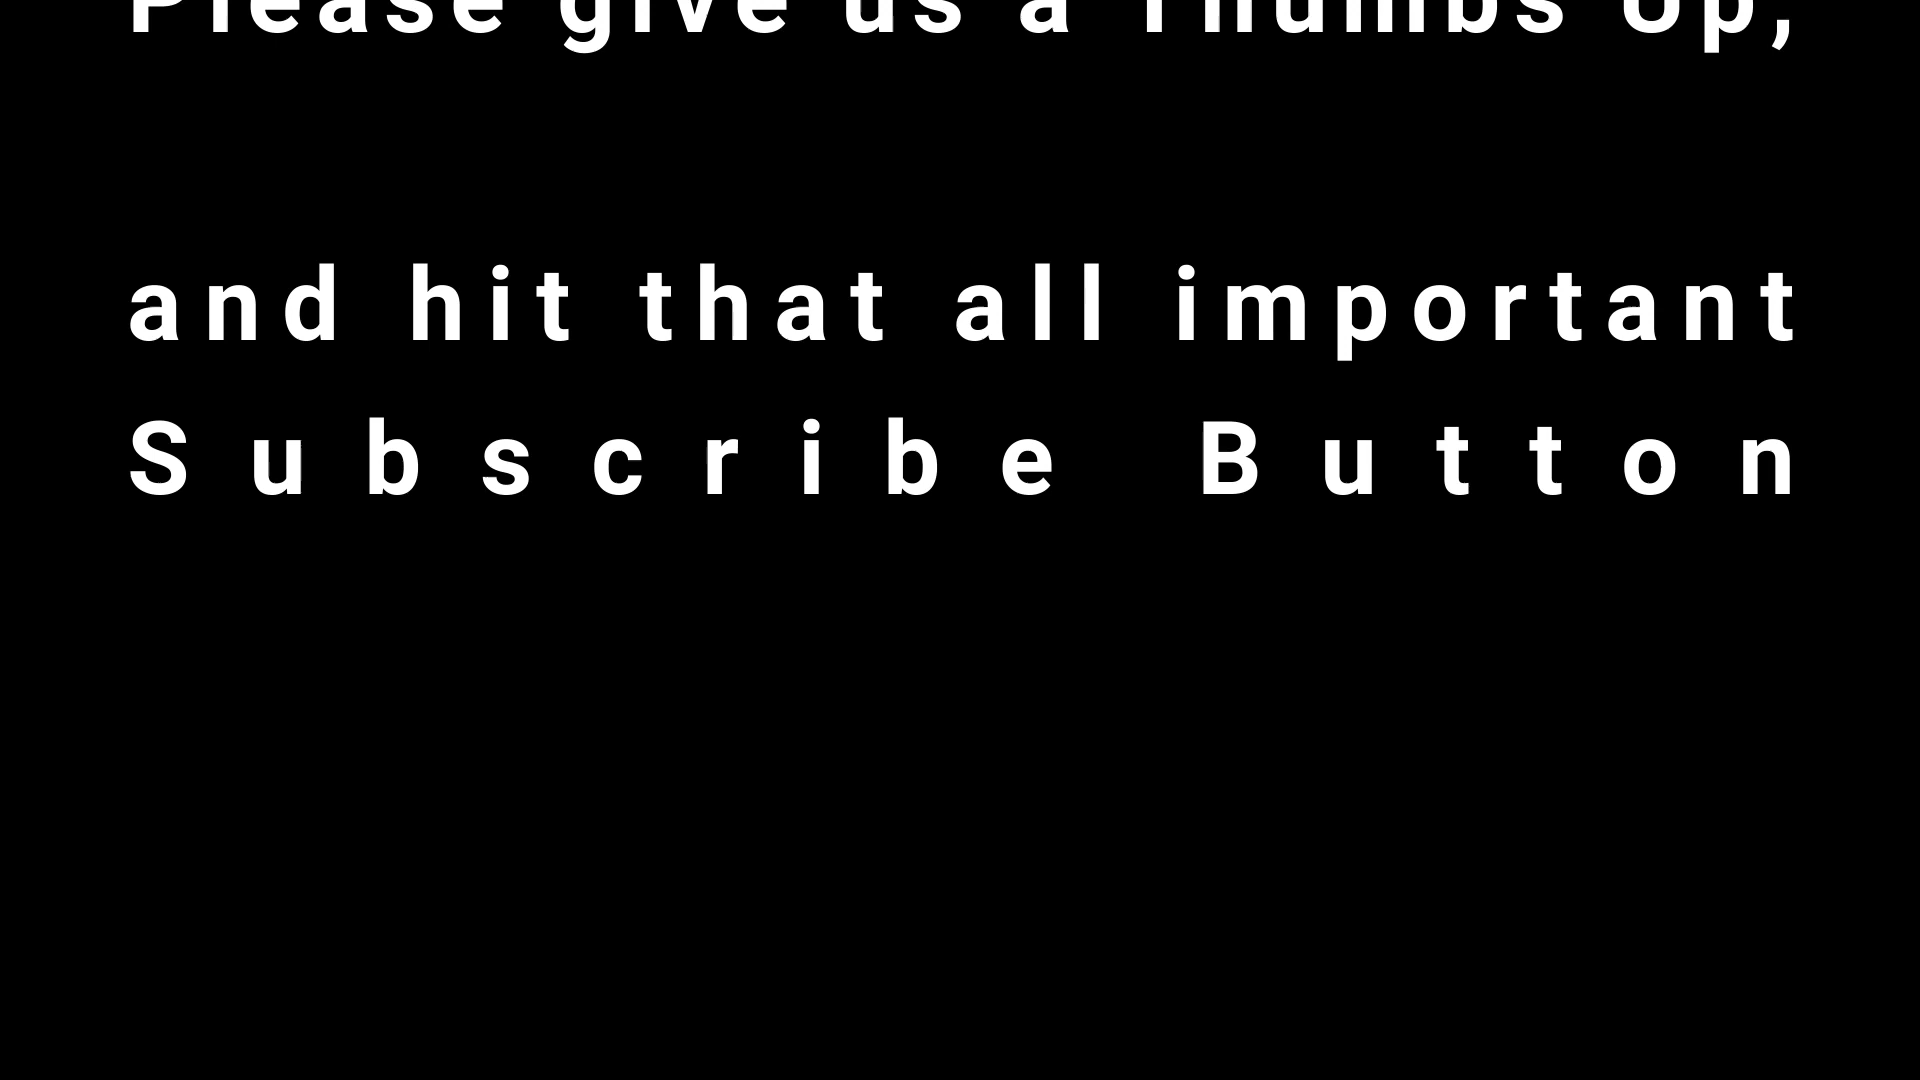 Please give us a Thumbs Up,
and hit that all important
Subscribe Button